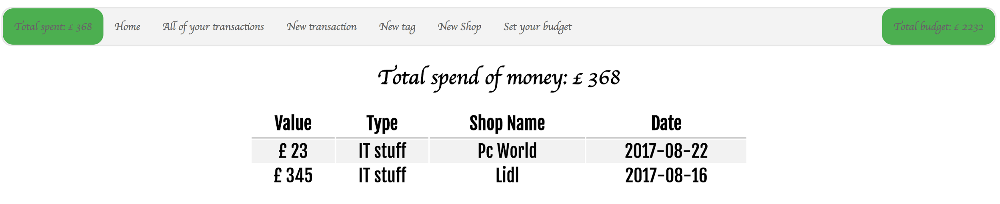 Total spent: £ 368 Home All of your transactions New transaction New tag New Shop Set your budget Total budget: £ 2232
Total spend of money: £ 368
Value Type Shop Name Date
£ 23 IT stuff Pc World 2017-08-22
£ 345 IT stuff Lidl 2017-08-16